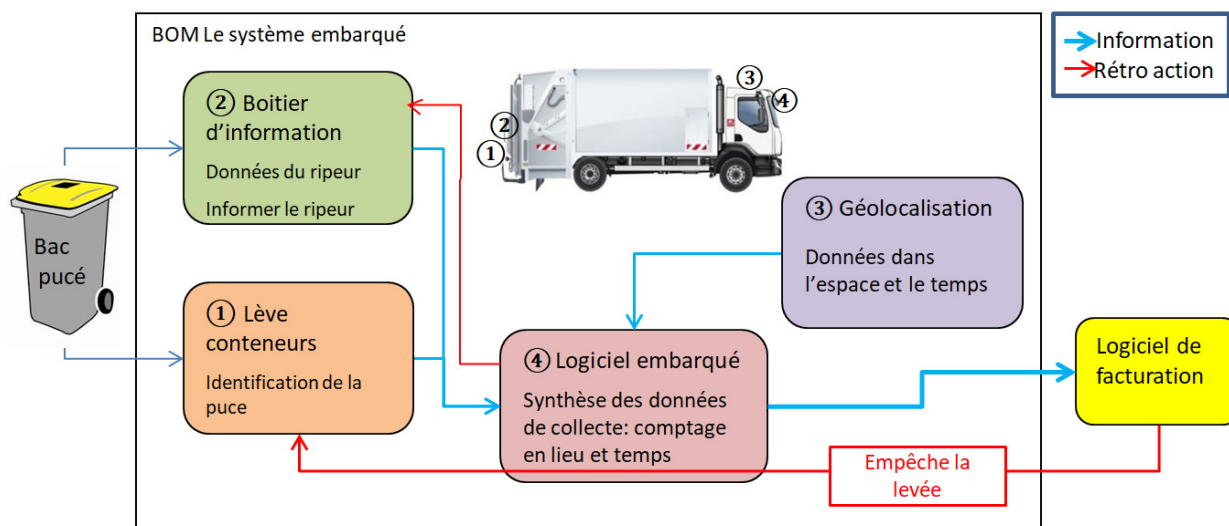 BOM Le système embarqué
Information
Rétro action
② Boitier
d’information
Données du ripeur
Informer le ripeur
③
④
②
①
Bac
pucé
③ Géolocalisation
Données dans
l’espace et le temps
① Lève
conteneurs
Identification de la
puce
④ Logiciel embarqué
Synthèse des données
de collecte: comptage
en lieu et temps
Logiciel de
facturation
Empêche la
levée